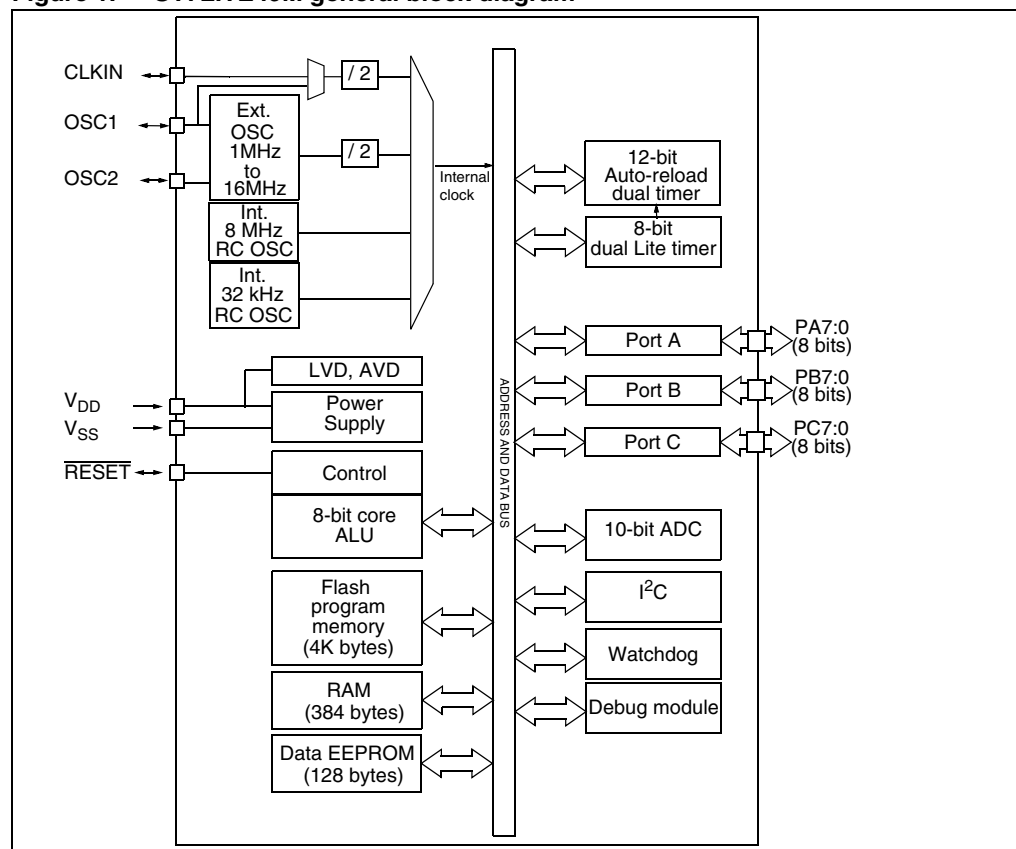 CLKIN
/ 2
OSC1
Ext.
OSC
1MHz
to
16MHz
/ 2
OSC2
Int.
8 MHz
RC OSC
Int.
32 kHz
RC OSC
Internal
clock
12-bit
Auto-reload
dual timer
8-bit
dual Lite timer
Port A
PA7:0
(8 bits)
Port B
PB7:0
(8 bits)
Port C
PC7:0
(8 bits)
ADDRESS AND DATA BUS
LVD, AVD
VDD
Power
Supply
VSS
RESET
Control
8-bit core
ALU
10-bit ADC
Flash
program
memory
(4K bytes)
I²C
Watchdog
RAM
(384 bytes)
Debug module
Data EEPROM
(128 bytes)